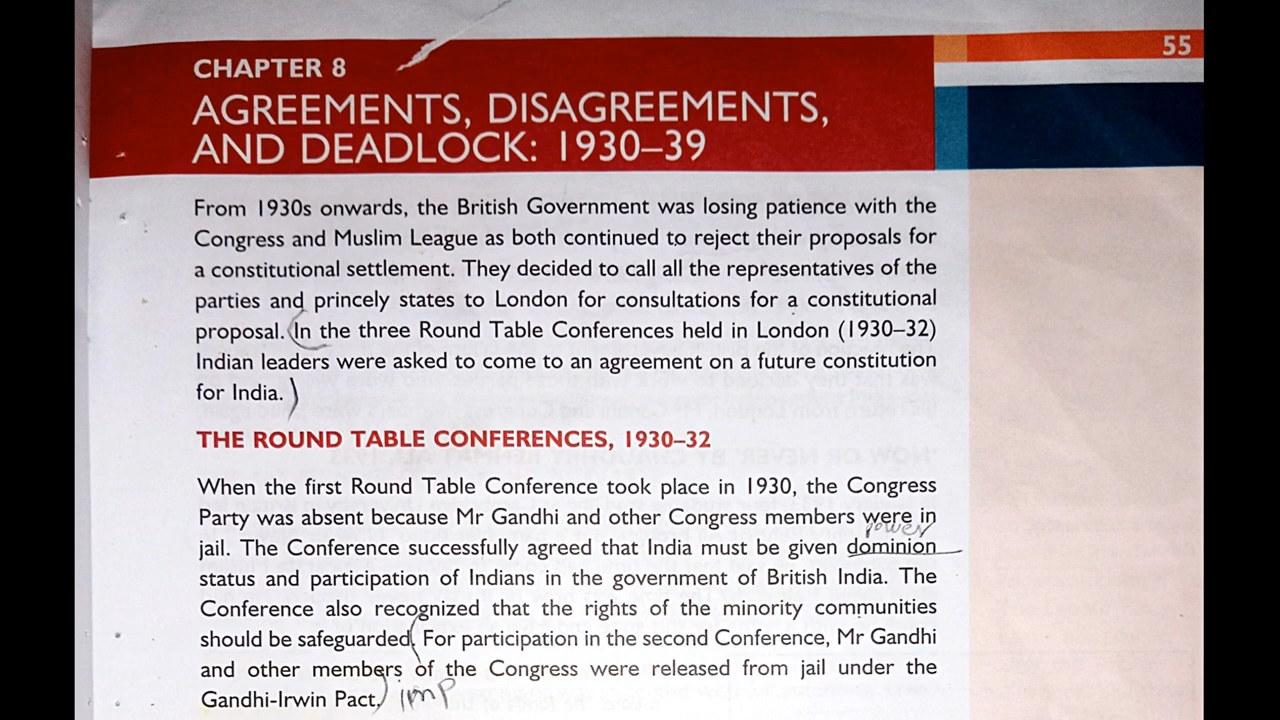 55
CHAPTER 8
AGREEMENTS, DISAGREEMENTS,
AND DEADLOCK: 1930–39
From 1930s onwards, the British Government was losing patience with the
Congress and Muslim League as both continued to reject their proposals for
a constitutional settlement. They decided to call all the representatives of the
parties and princely states to London for consultations for a constitutional
proposal. (In the three Round Table Conferences held in London (1930–32)
Indian leaders were asked to come to an agreement on a future constitution
for India.)
THE ROUND TABLE CONFERENCES, 1930–32
When the first Round Table Conference took place in 1930, the Congress
Party was absent because Mr Gandhi and other Congress members were in
power
jail. The Conference successfully agreed that India must be given dominion
status and participation of Indians in the government of British India. The
Conference also recognized that the rights of the minority communities
should be safeguarded. (For participation in the second Conference, Mr Gandhi
and other members of the Congress were released from jail under the
Gandhi-Irwin Pact.) IMP